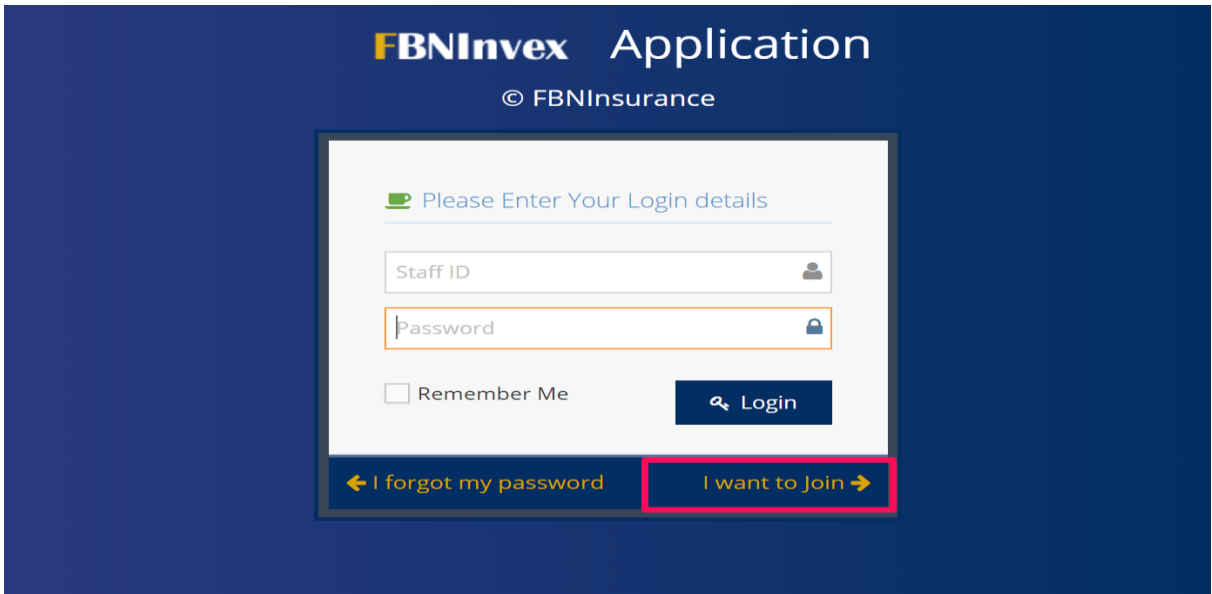 FBNInvex Application
© FBNInsurance
Please Enter Your Login details
Staff ID
Password
Remember Me
Login
I forgot my password
I want to Join